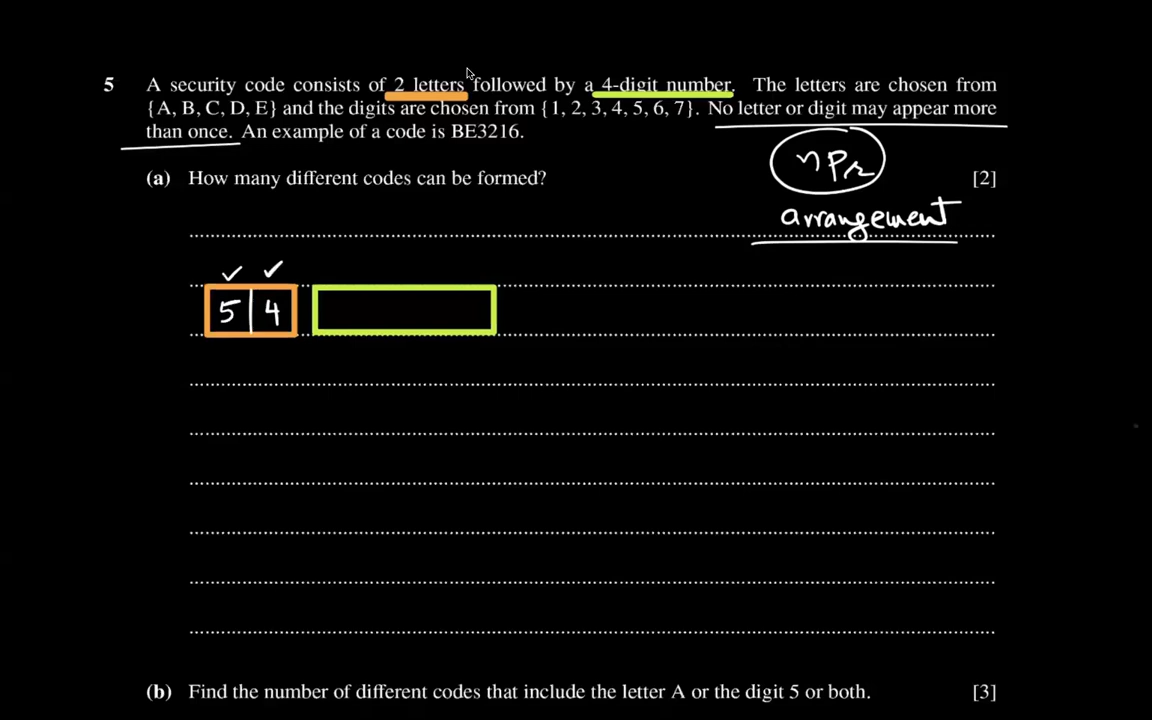 5 A security code consists of 2 letters followed by a 4-digit number. The letters are chosen from
{A, B, C, D, E} and the digits are chosen from {1, 2, 3, 4, 5, 6, 7}. No letter or digit may appear more
than once. An example of a code is BE3216.
nPr
(a) How many different codes can be formed? [2]
arrangement
5 4
(b) Find the number of different codes that include the letter A or the digit 5 or both. [3]